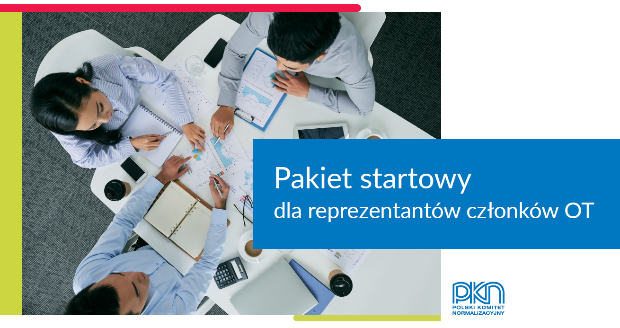 Pakiet startowy
dla reprezentantów członków OT
PKN
POLSKI KOMITET
NORMALIZACYJNY